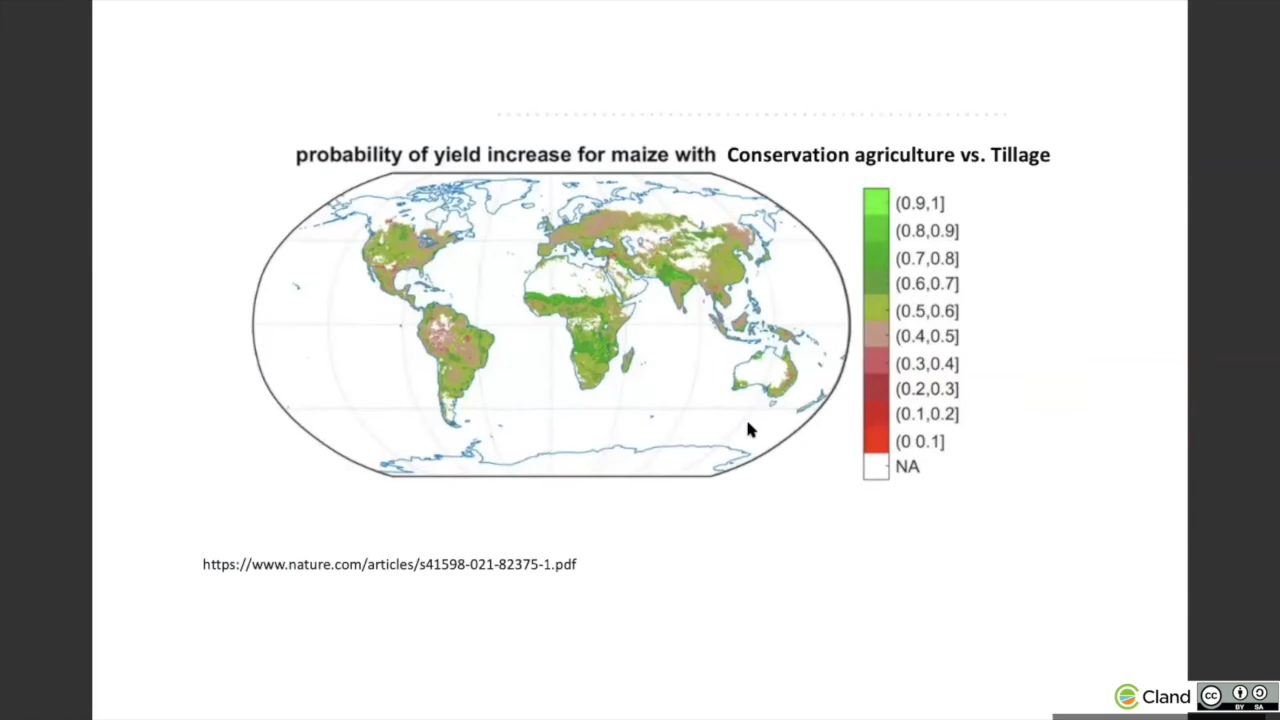 probability of yield increase for maize with Conservation agriculture vs. Tillage
(0.9,1]
(0.8,0.9]
(0.7,0.8]
(0.6,0.7]
(0.5,0.6]
(0.4,0.5]
(0.3,0.4]
(0.2,0.3]
(0.1,0.2]
(0 0.1]
NA
https://www.nature.com/articles/s41598-021-82375-1.pdf
Cland
cc
BY SA